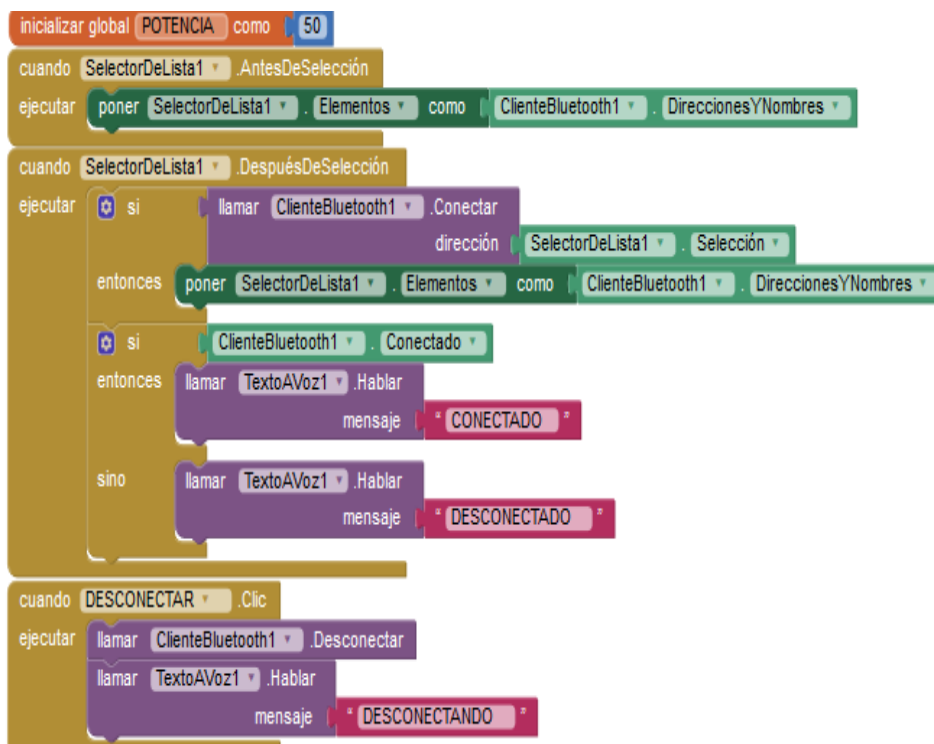 inicializar global POTENCIA como 50
cuando SelectorDeLista1 .AntesDeSelección
ejecutar poner SelectorDeLista1 . Elementos como ClienteBluetooth1 . DireccionesYNombres
cuando SelectorDeLista1 .DespuésDeSelección
ejecutar si llamar ClienteBluetooth1 .Conectar
dirección SelectorDeLista1 . Selección
entonces poner SelectorDeLista1 . Elementos como ClienteBluetooth1 . DireccionesYNombres
si ClienteBluetooth1 . Conectado
entonces llamar TextoAVoz1 .Hablar
mensaje " CONECTADO "
sino llamar TextoAVoz1 .Hablar
mensaje " DESCONECTADO "
cuando DESCONECTAR .Clic
ejecutar llamar ClienteBluetooth1 .Desconectar
llamar TextoAVoz1 .Hablar
mensaje " DESCONECTANDO "